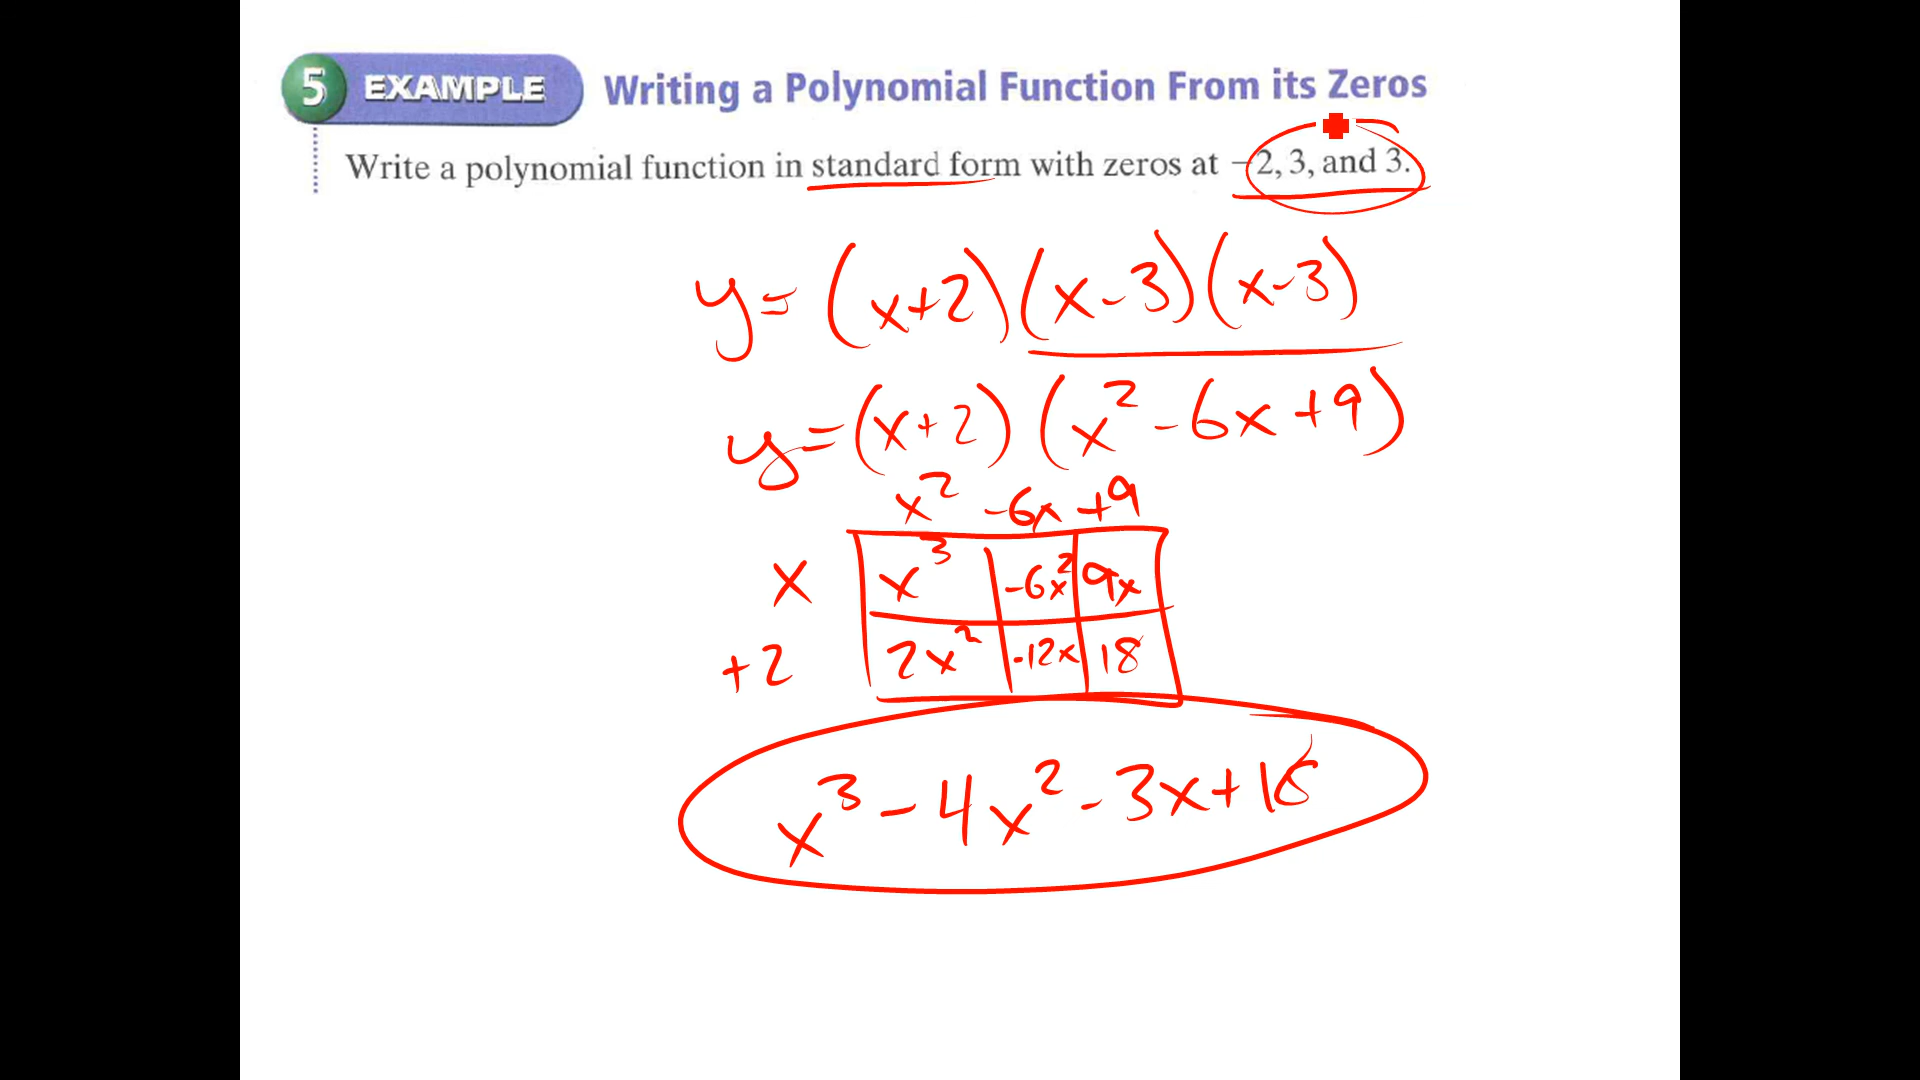 5 EXAMPLE Writing a Polynomial Function From its Zeros
Write a polynomial function in standard form with zeros at −2, 3, and 3.
y = (x+2)(x-3)(x-3)
y = (x+2) (x² - 6x + 9)
x² -6x +9
x x³ -6x² 9x
+2 2x² -12x 18
x³ - 4x² - 3x + 18